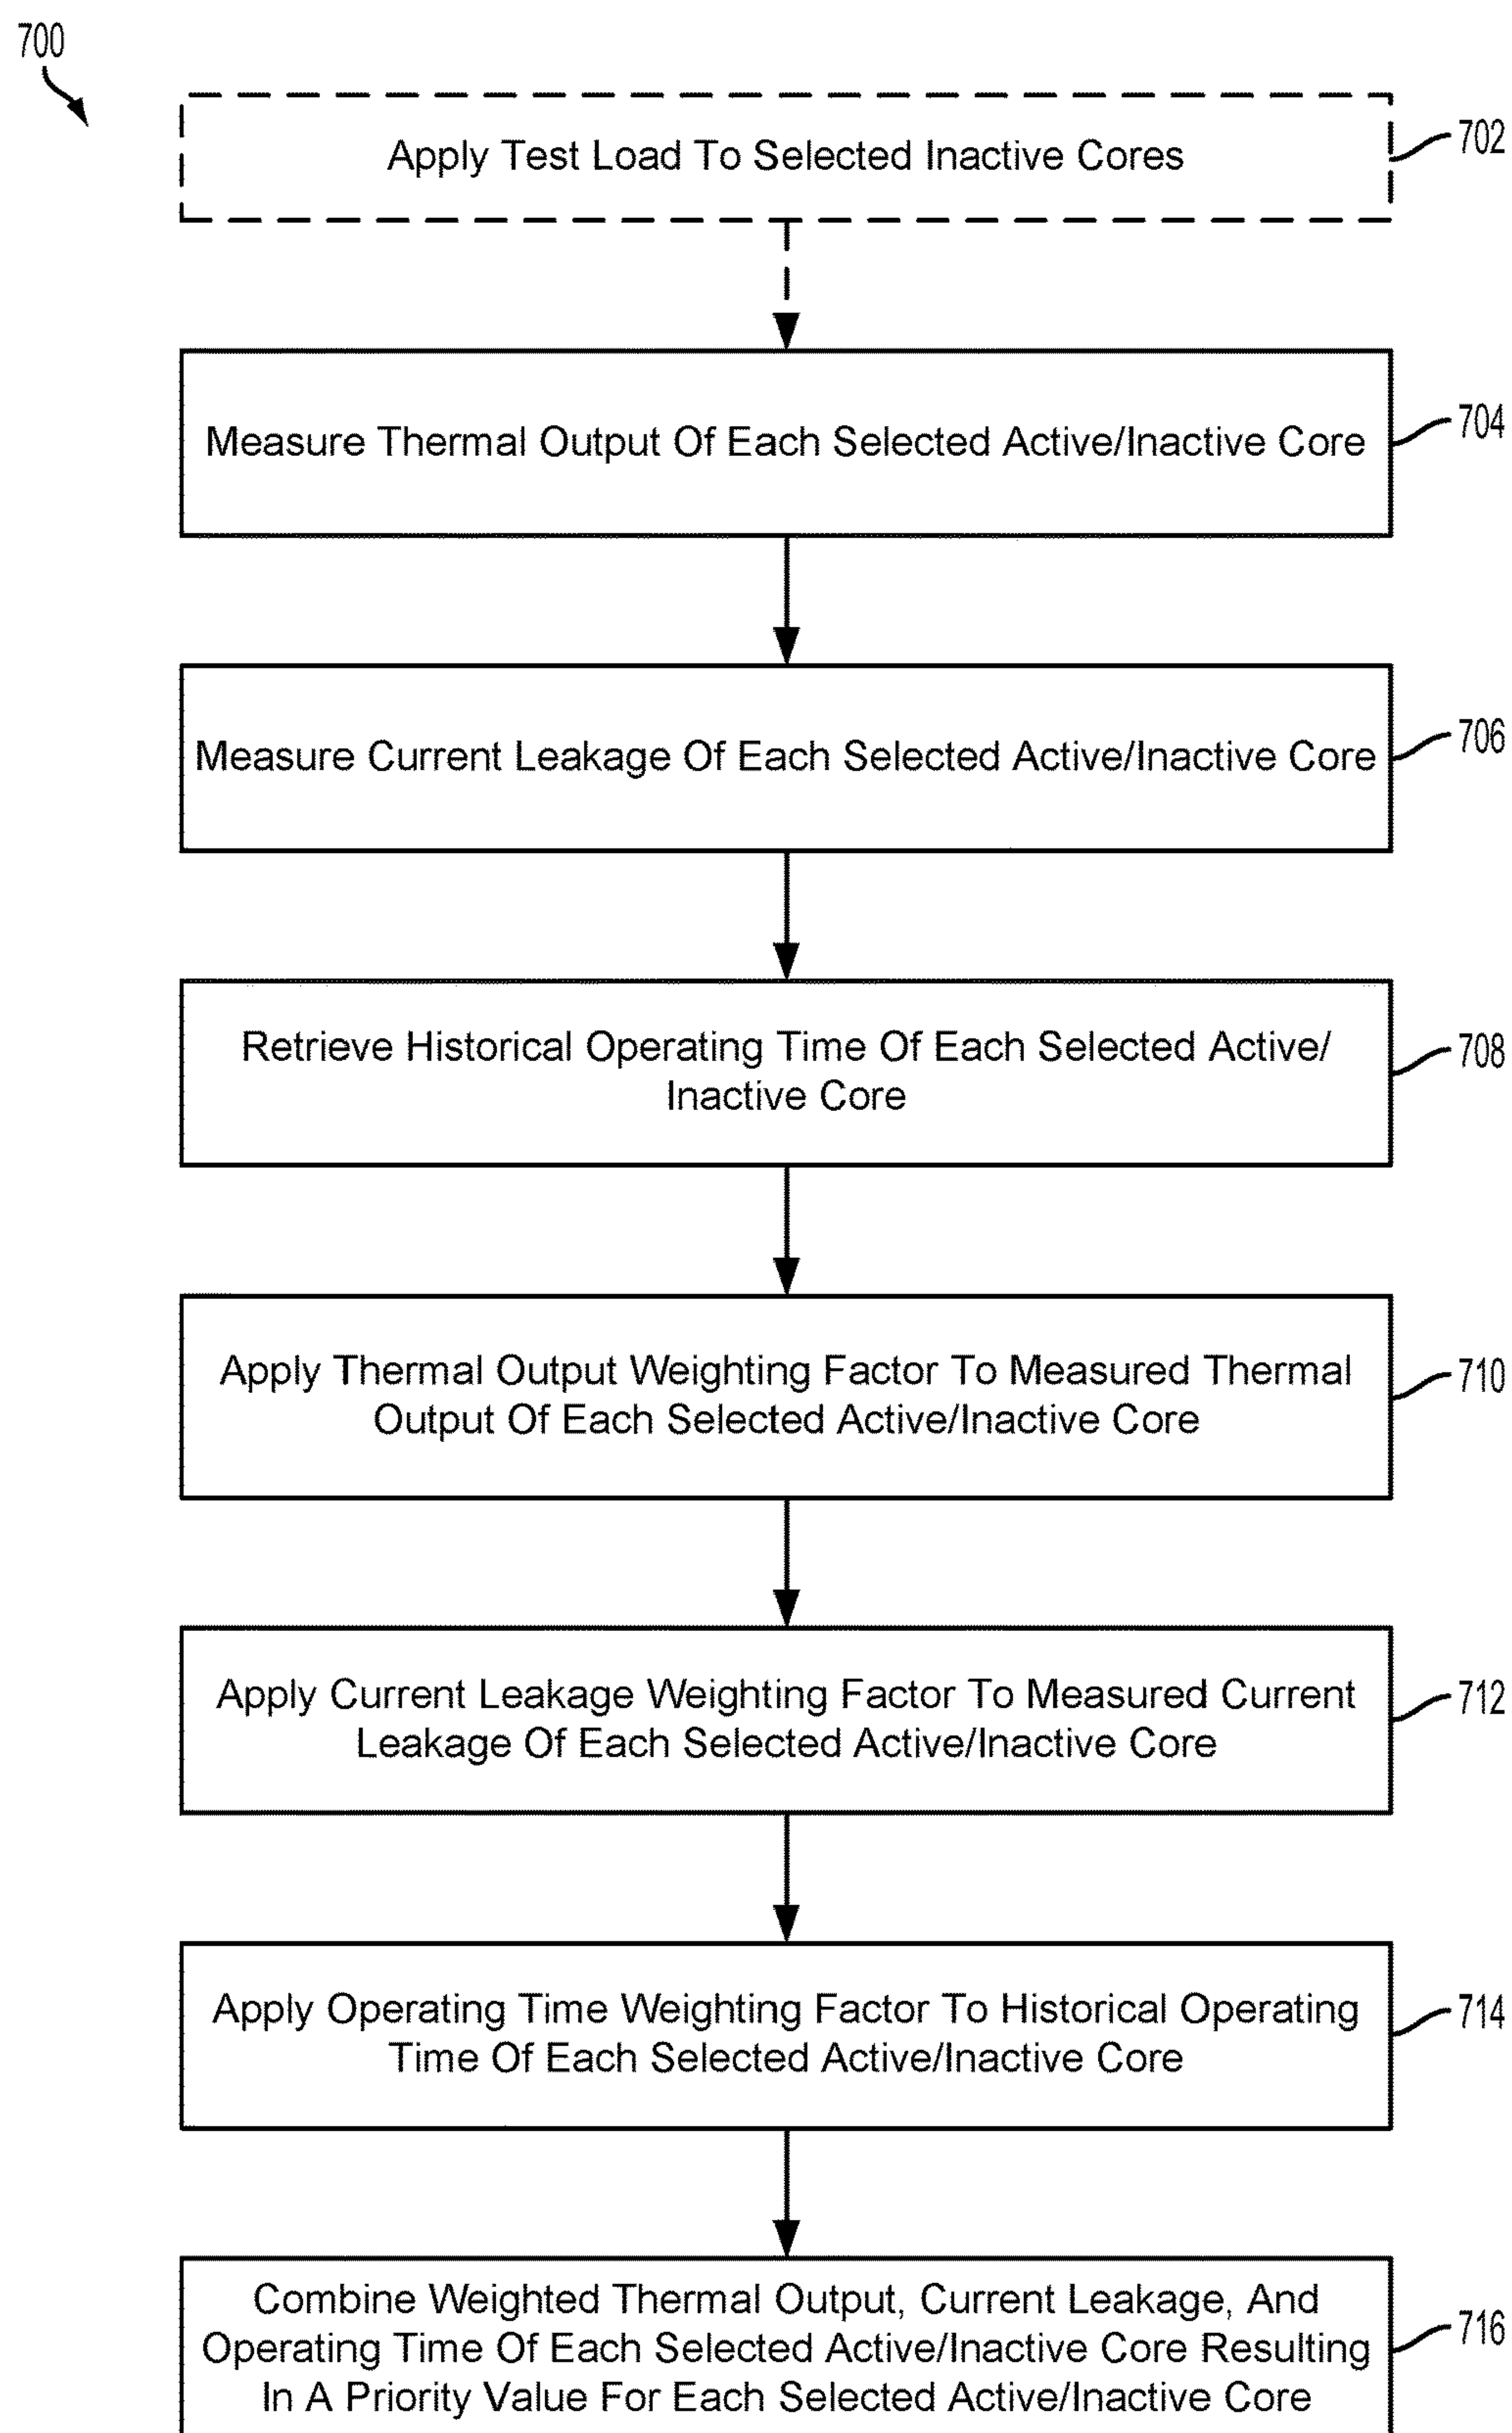 700
Apply Test Load To Selected Inactive Cores
702
Measure Thermal Output Of Each Selected Active/Inactive Core
704
Measure Current Leakage Of Each Selected Active/Inactive Core
706
Retrieve Historical Operating Time Of Each Selected Active/
Inactive Core
708
Apply Thermal Output Weighting Factor To Measured Thermal
Output Of Each Selected Active/Inactive Core
710
Apply Current Leakage Weighting Factor To Measured Current
Leakage Of Each Selected Active/Inactive Core
712
Apply Operating Time Weighting Factor To Historical Operating
Time Of Each Selected Active/Inactive Core
714
Combine Weighted Thermal Output, Current Leakage, And
Operating Time Of Each Selected Active/Inactive Core Resulting
In A Priority Value For Each Selected Active/Inactive Core
716